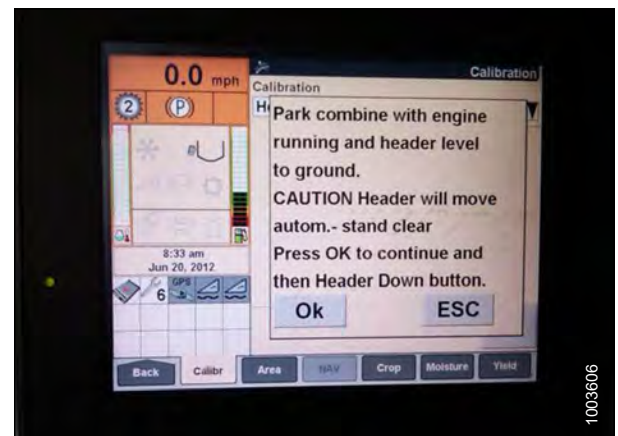 0.0 mph
Calibration
Calibration
2
P
H
Park combine with engine
running and header level
to ground.
CAUTION Header will move
autom.- stand clear
Press OK to continue and
then Header Down button.
Ok
ESC
8:33 am
Jun 20, 2012
6
GPS
Back
Calibr
Area
NAV
Crop
Moisture
Yield
1003606